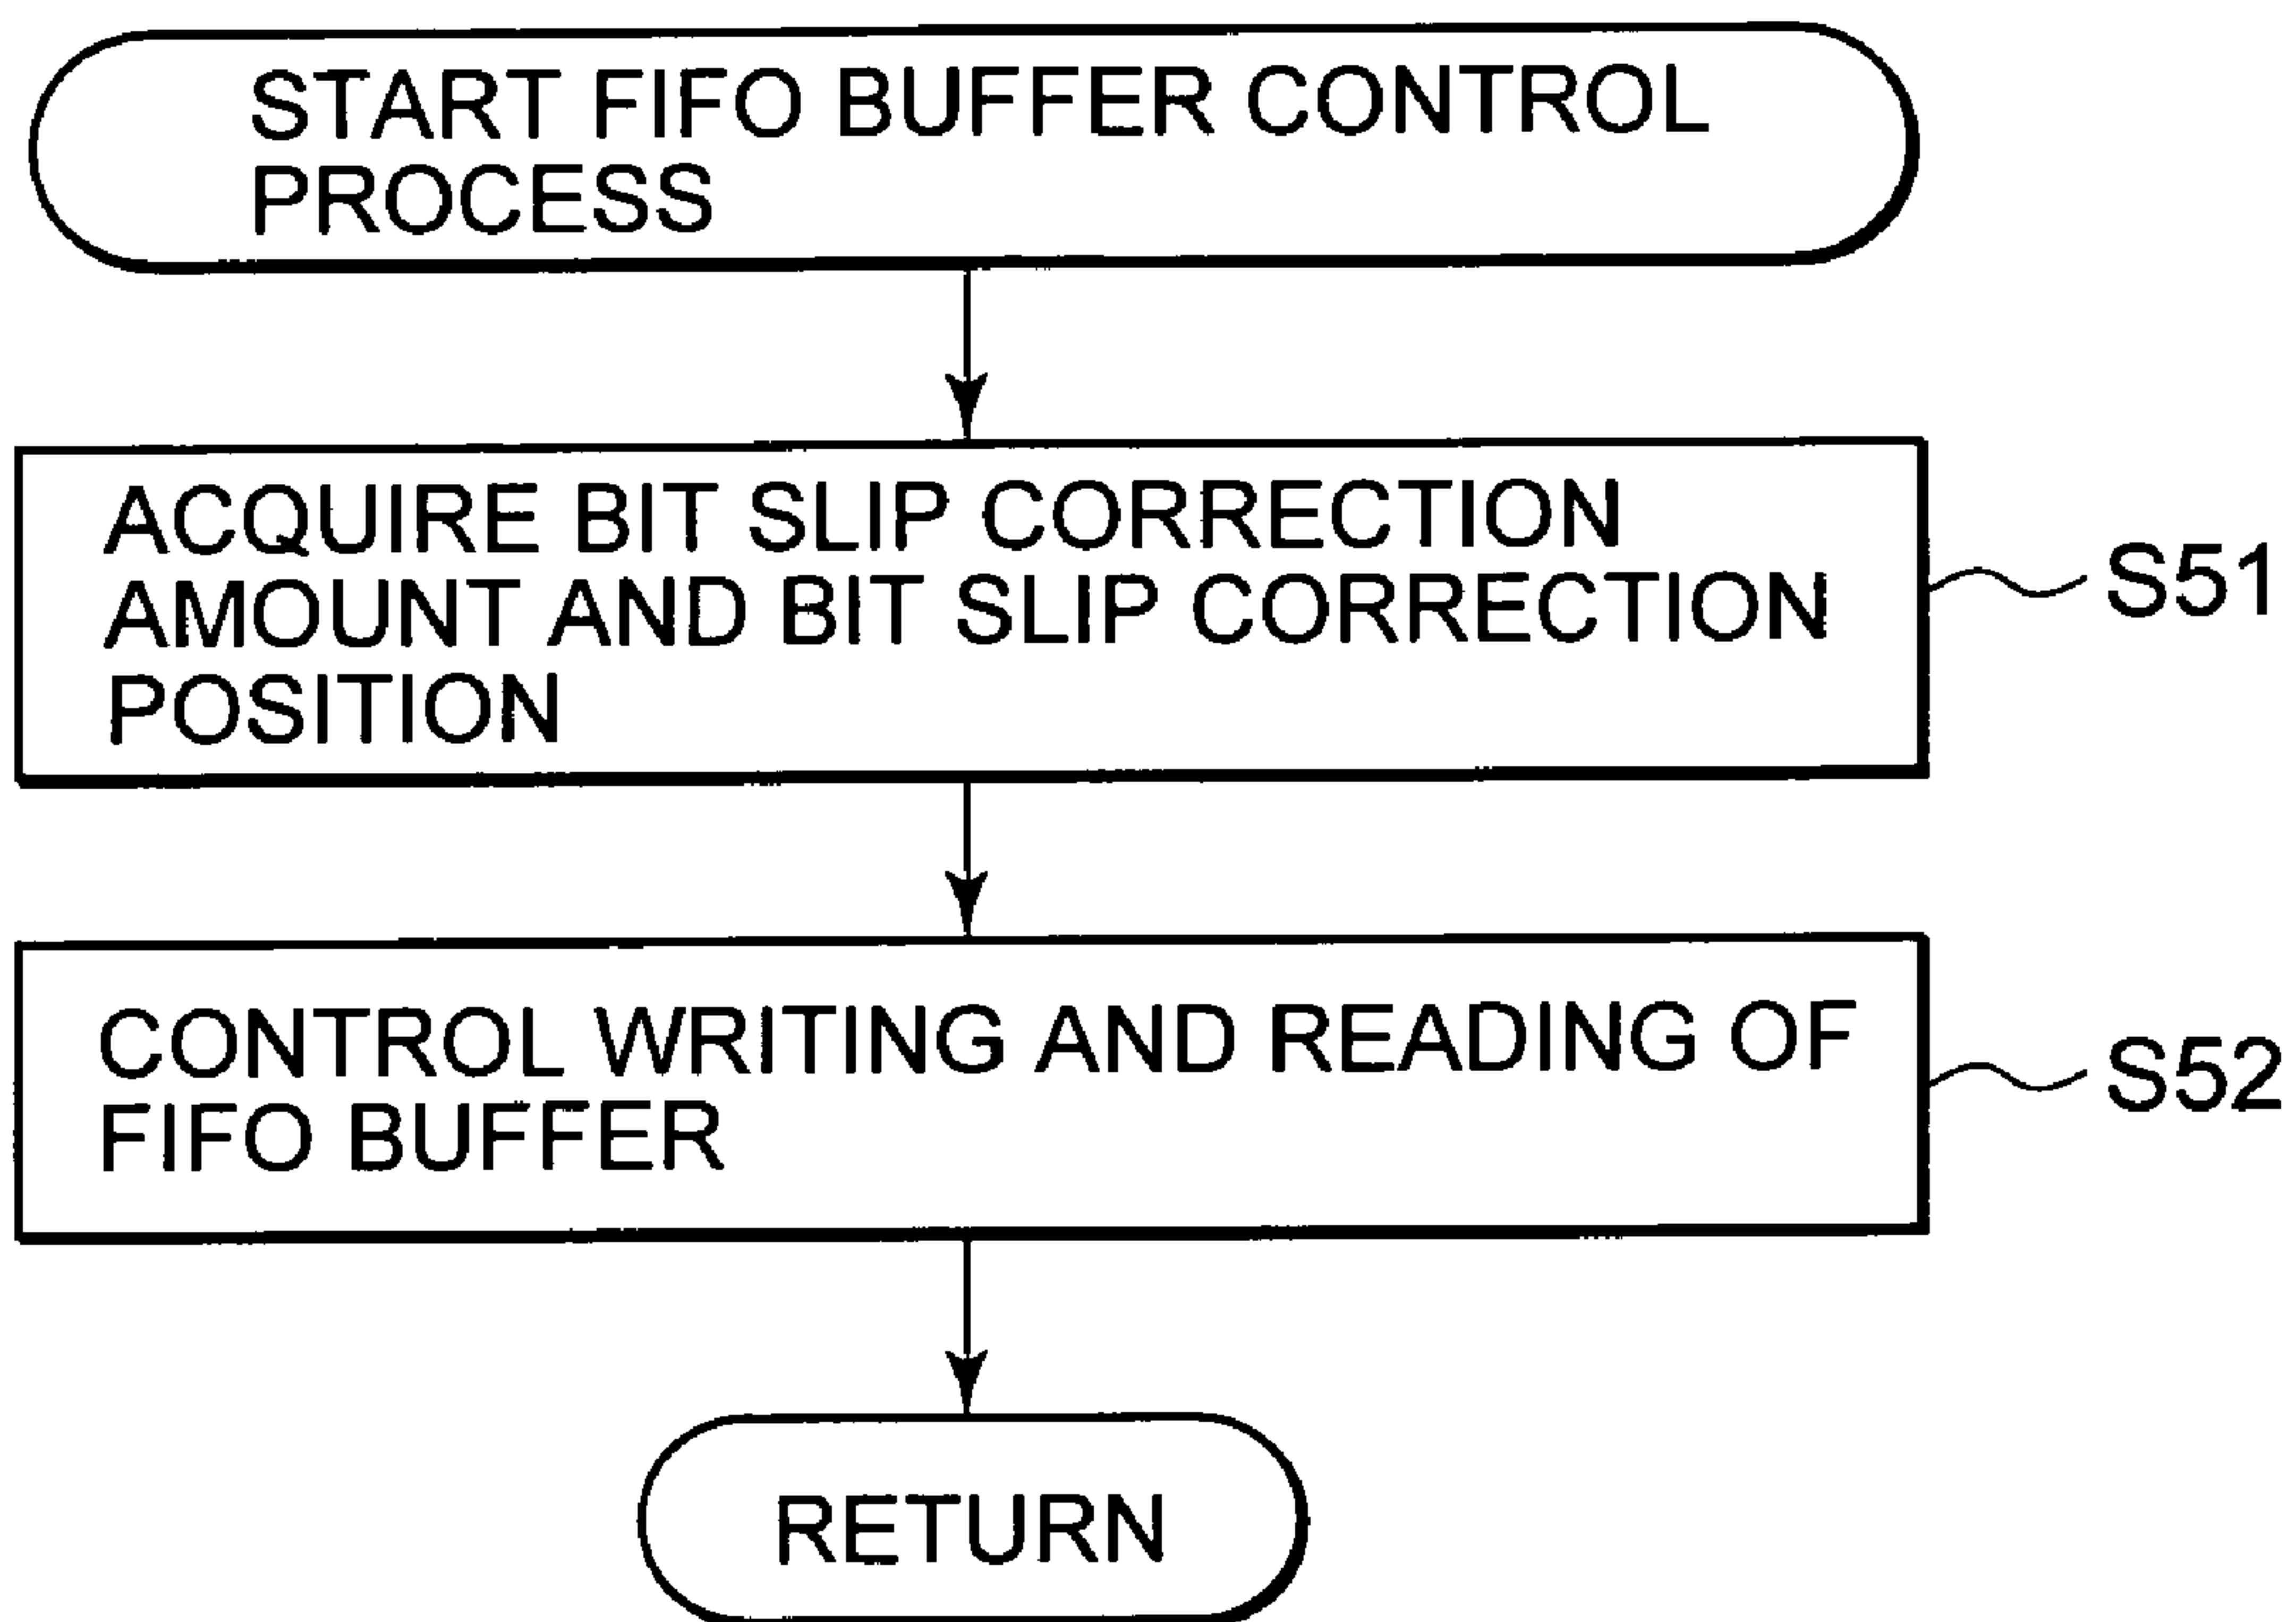 START FIFO BUFFER CONTROL
PROCESS
ACQUIRE BIT SLIP CORRECTION
AMOUNT AND BIT SLIP CORRECTION
POSITION
S51
CONTROL WRITING AND READING OF
FIFO BUFFER
S52
RETURN